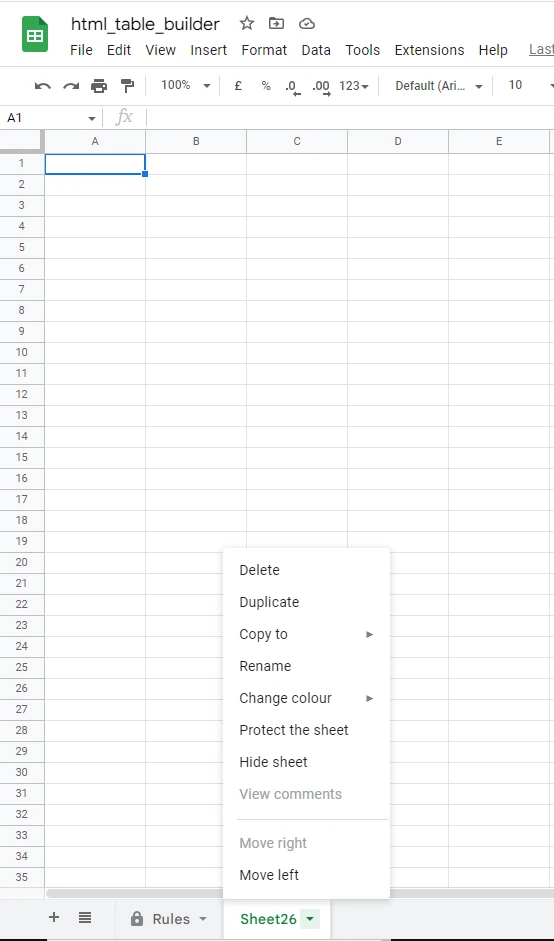 html_table_builder
File Edit View Insert Format Data Tools Extensions Help Last
100% £ % .0 .00 123 Default (Ari... 10
A1 fx
A B C D E
1
2
3
4
5
6
7
8
9
10
11
12
13
14
15
16
17
18
19
20
21
22
23
24
25
26
27
28
29
30
31
32
33
34
35
Delete
Duplicate
Copy to
Rename
Change colour
Protect the sheet
Hide sheet
View comments
Move right
Move left
+ Rules Sheet26